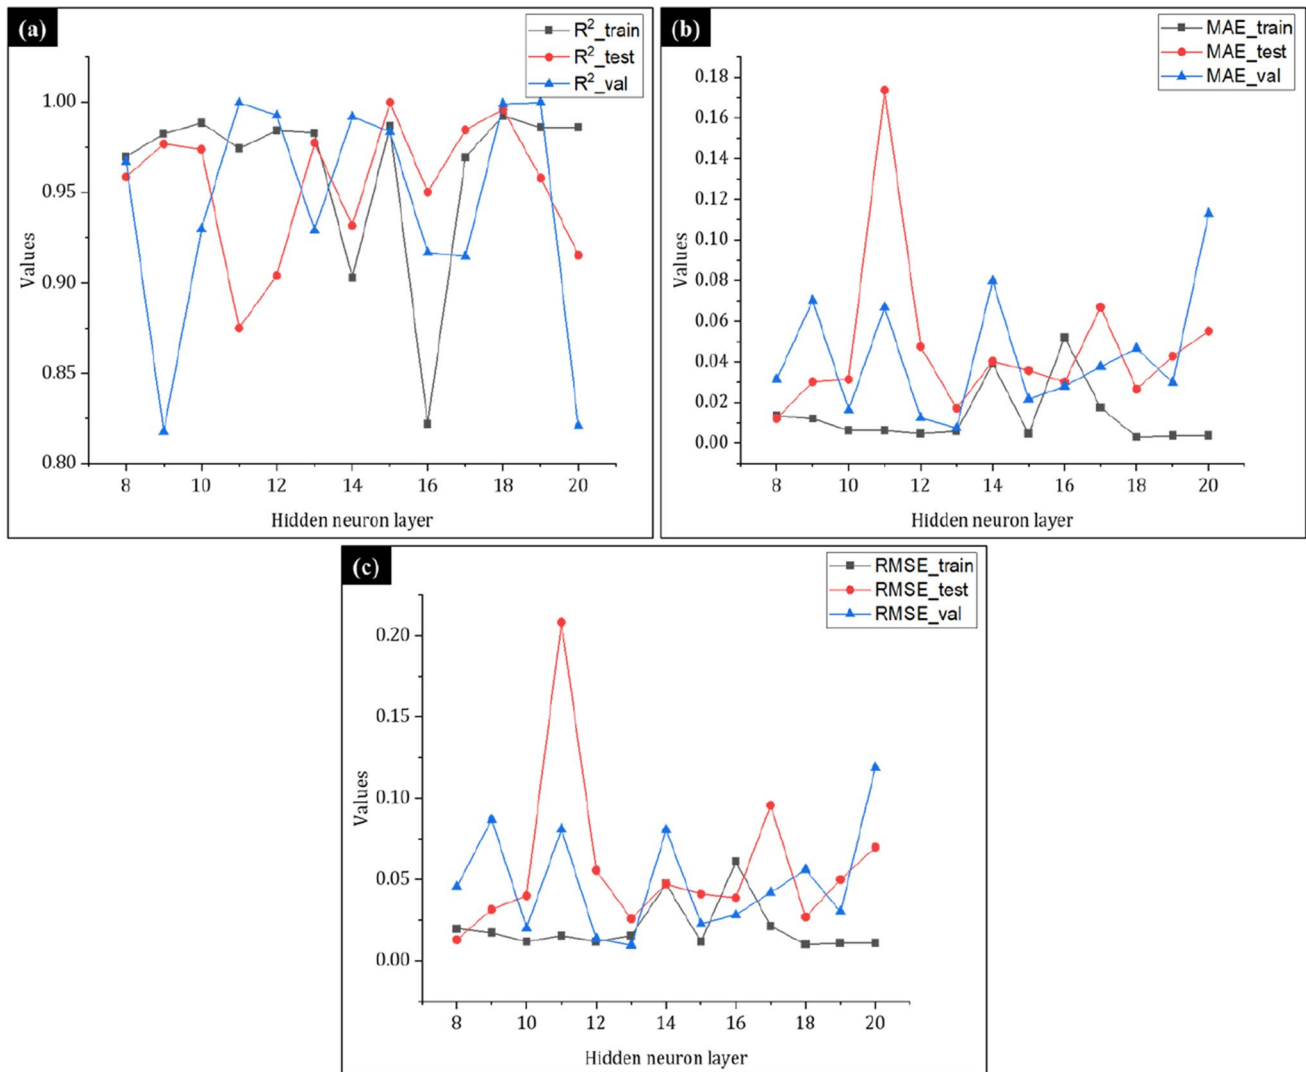 (a)
R²_train
R²_test
R²_val
1.00
0.95
0.90
0.85
0.80
Values
8 10 12 14 16 18 20
Hidden neuron layer
(b)
MAE_train
MAE_test
MAE_val
0.18
0.16
0.14
0.12
0.10
0.08
0.06
0.04
0.02
0.00
Values
8 10 12 14 16 18 20
Hidden neuron layer
(c)
RMSE_train
RMSE_test
RMSE_val
0.20
0.15
0.10
0.05
0.00
Values
8 10 12 14 16 18 20
Hidden neuron layer